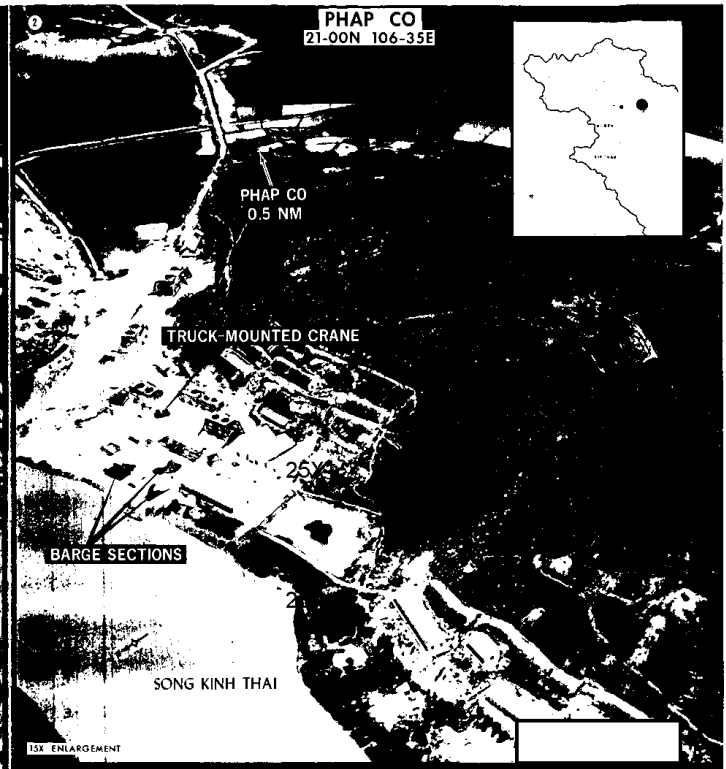 2
PHAP CO
21-00N 106-35E
PHAP CO
0.5 NM
TRUCK-MOUNTED CRANE
25X
BARGE SECTIONS
SONG KINH THAI
15X ENLARGEMENT